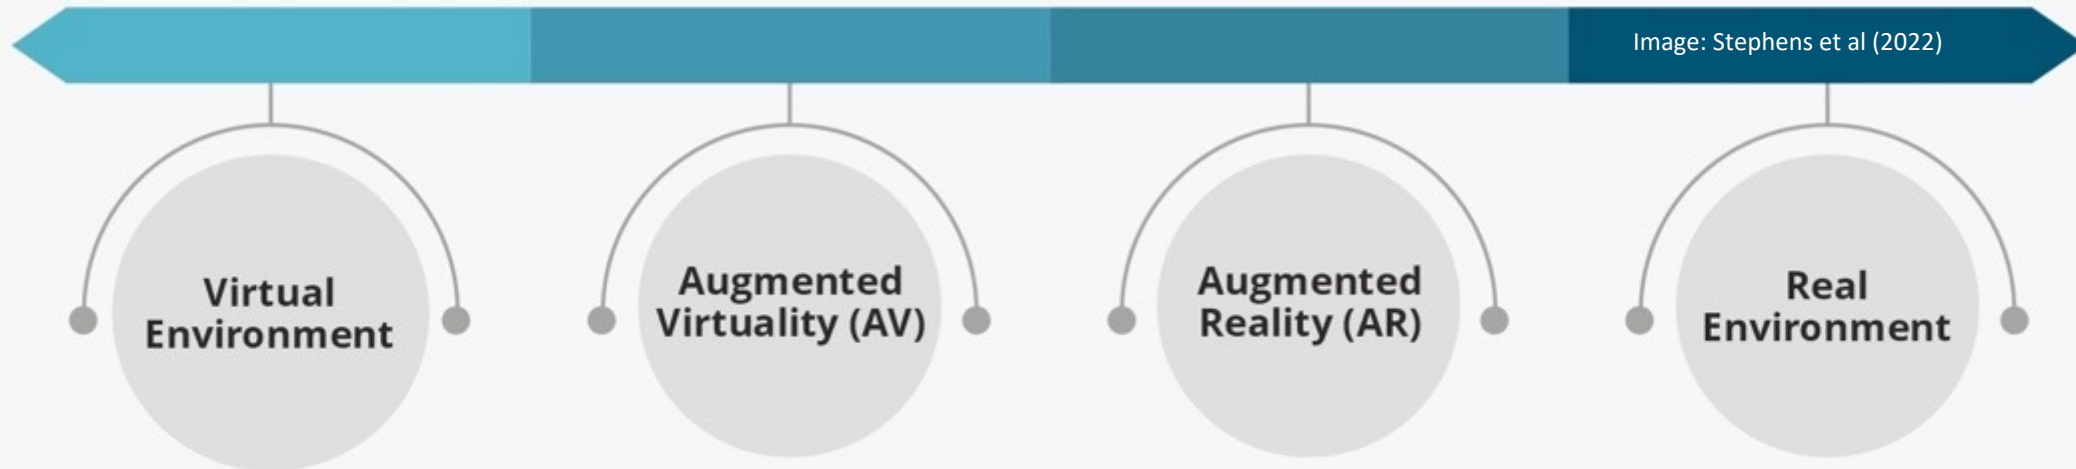 Image: Stephens et al (2022)
Virtual
Environment
Augmented
Virtuality (AV)
Augmented
Reality (AR)
Real
Environment